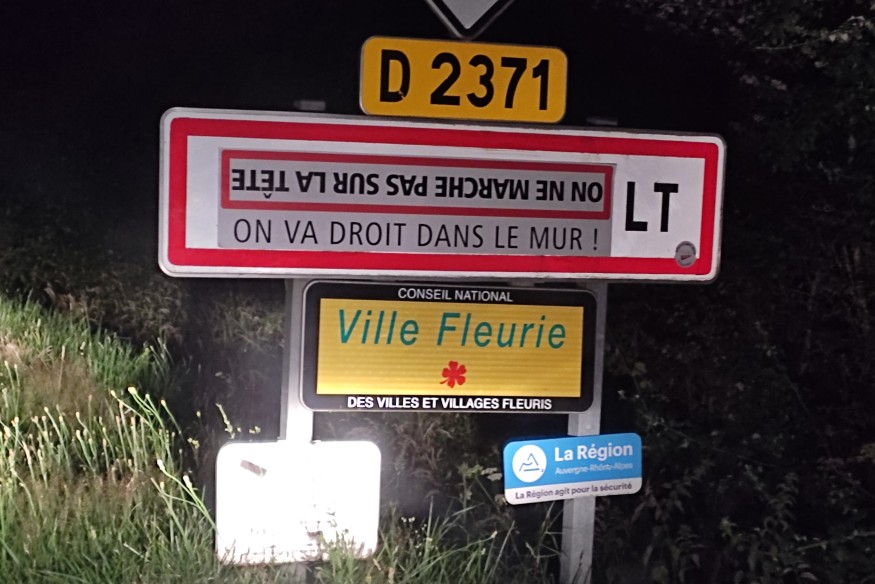 D 2371
ON NE MARCHE PAS SUR LA TÊTE
LT
ON VA DROIT DANS LE MUR !
CONSEIL NATIONAL
Ville Fleurie
DES VILLES ET VILLAGES FLEURIS
La Région
Auvergne-Rhône-Alpes
La Région agit pour la sécurité